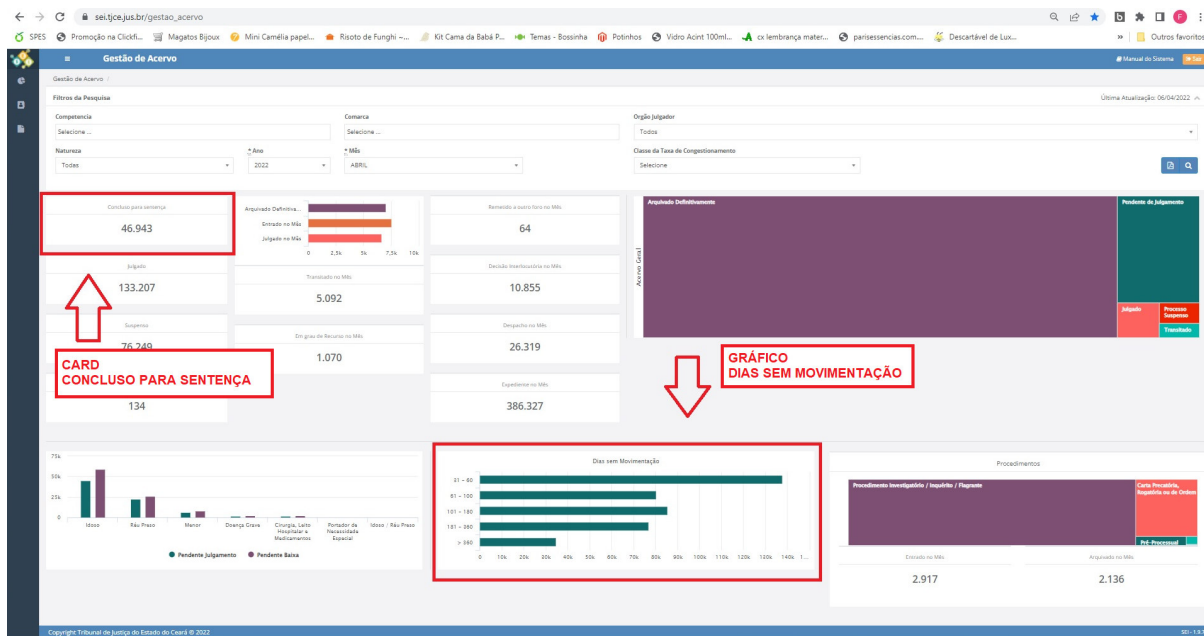 sei.tjce.jus.br/gestao_acervo
SPES Promoção na Clickfi... Magatos Bijoux Mini Camélia papel... Risoto de Funghi –... Kit Cama da Babá P... Temas - Bossinha Potinhos Vidro Acint 100ml... cx lembrança mater... parisessencias.com... Descartável de Lux... » Outros favoritos
Gestão de Acervo Manual do Sistema Sair
Gestão de Acervo /
Filtros da Pesquisa Última Atualização: 06/04/2022
Competencia Comarca Orgão Julgador
Selecione ... Selecione ... Todos
Natureza * Ano * Mês Classe da Taxa de Congestionamento
Todas 2022 ABRIL Selecione
Concluso para sentença
46.943
Julgado
133.207
Suspenso
76.249
134
CARD
CONCLUSO PARA SENTENÇA
Arquivado Definitiva...
Entrado no Mês
Julgado no Mês
0 2,5k 5k 7,5k 10k
Transitado no Mês
5.092
Em grau de Recurso no Mês
1.070
Remetido a outro foro no Mês
64
Decisão Interlocutória no Mês
10.855
Despacho no Mês
26.319
Expediente no Mês
386.327
Acervo Geral
Arquivado Definitivamente
Pendente de Julgamento
Julgado
Processo
Suspenso
Transitado
GRÁFICO
DIAS SEM MOVIMENTAÇÃO
75k
50k
25k
0
Idoso Réu Preso Menor Doença Grave Cirurgia, Leito Hospitalar e Medicamentos Portador de Necessidade Espacial Idoso / Réu Preso
Pendente Julgamento Pendente Baixa
Dias sem Movimentação
31 – 60
61 – 100
101 – 180
181 – 360
> 360
0 10k 20k 30k 40k 50k 60k 70k 80k 90k 100k 110k 120k 130k 140k 1...
Procedimentos
Procedimento Investigatório / Inquérito / Flagrante
Carta Precatória,
Rogatória ou de Ordem
Pré-Processual
Entrado no Mês
2.917
Arquivado no Mês
2.136
Copyright Tribunal de Justiça do Estado do Ceará © 2022